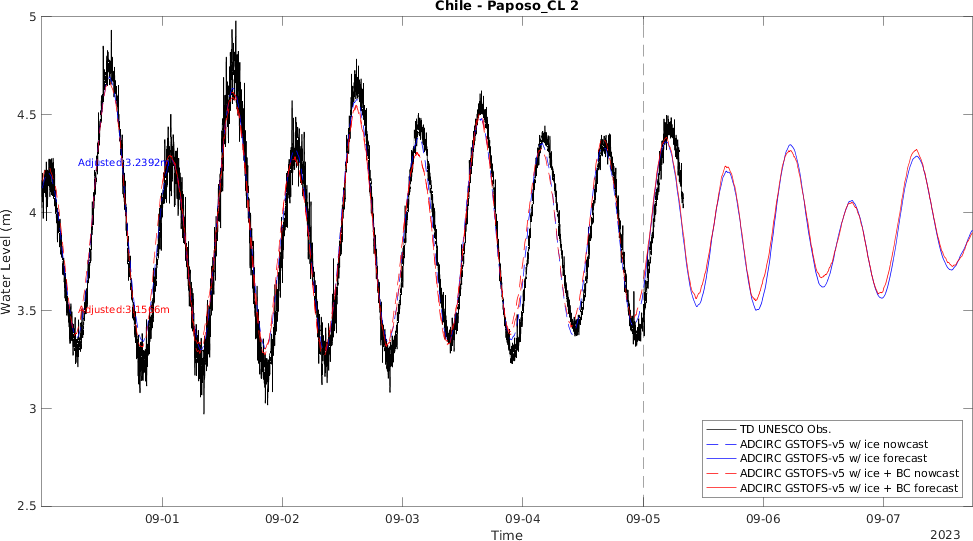 Chile - Paposo_CL 2
5
4.5
4
3.5
3
2.5
Water Level (m)
Adjusted:3.2392m
Adjusted:3.1566m
TD UNESCO Obs.
ADCIRC GSTOFS-v5 w/ ice nowcast
ADCIRC GSTOFS-v5 w/ ice forecast
ADCIRC GSTOFS-v5 w/ ice + BC nowcast
ADCIRC GSTOFS-v5 w/ ice + BC forecast
09-01 09-02 09-03 09-04 09-05 09-06 09-07
Time
2023